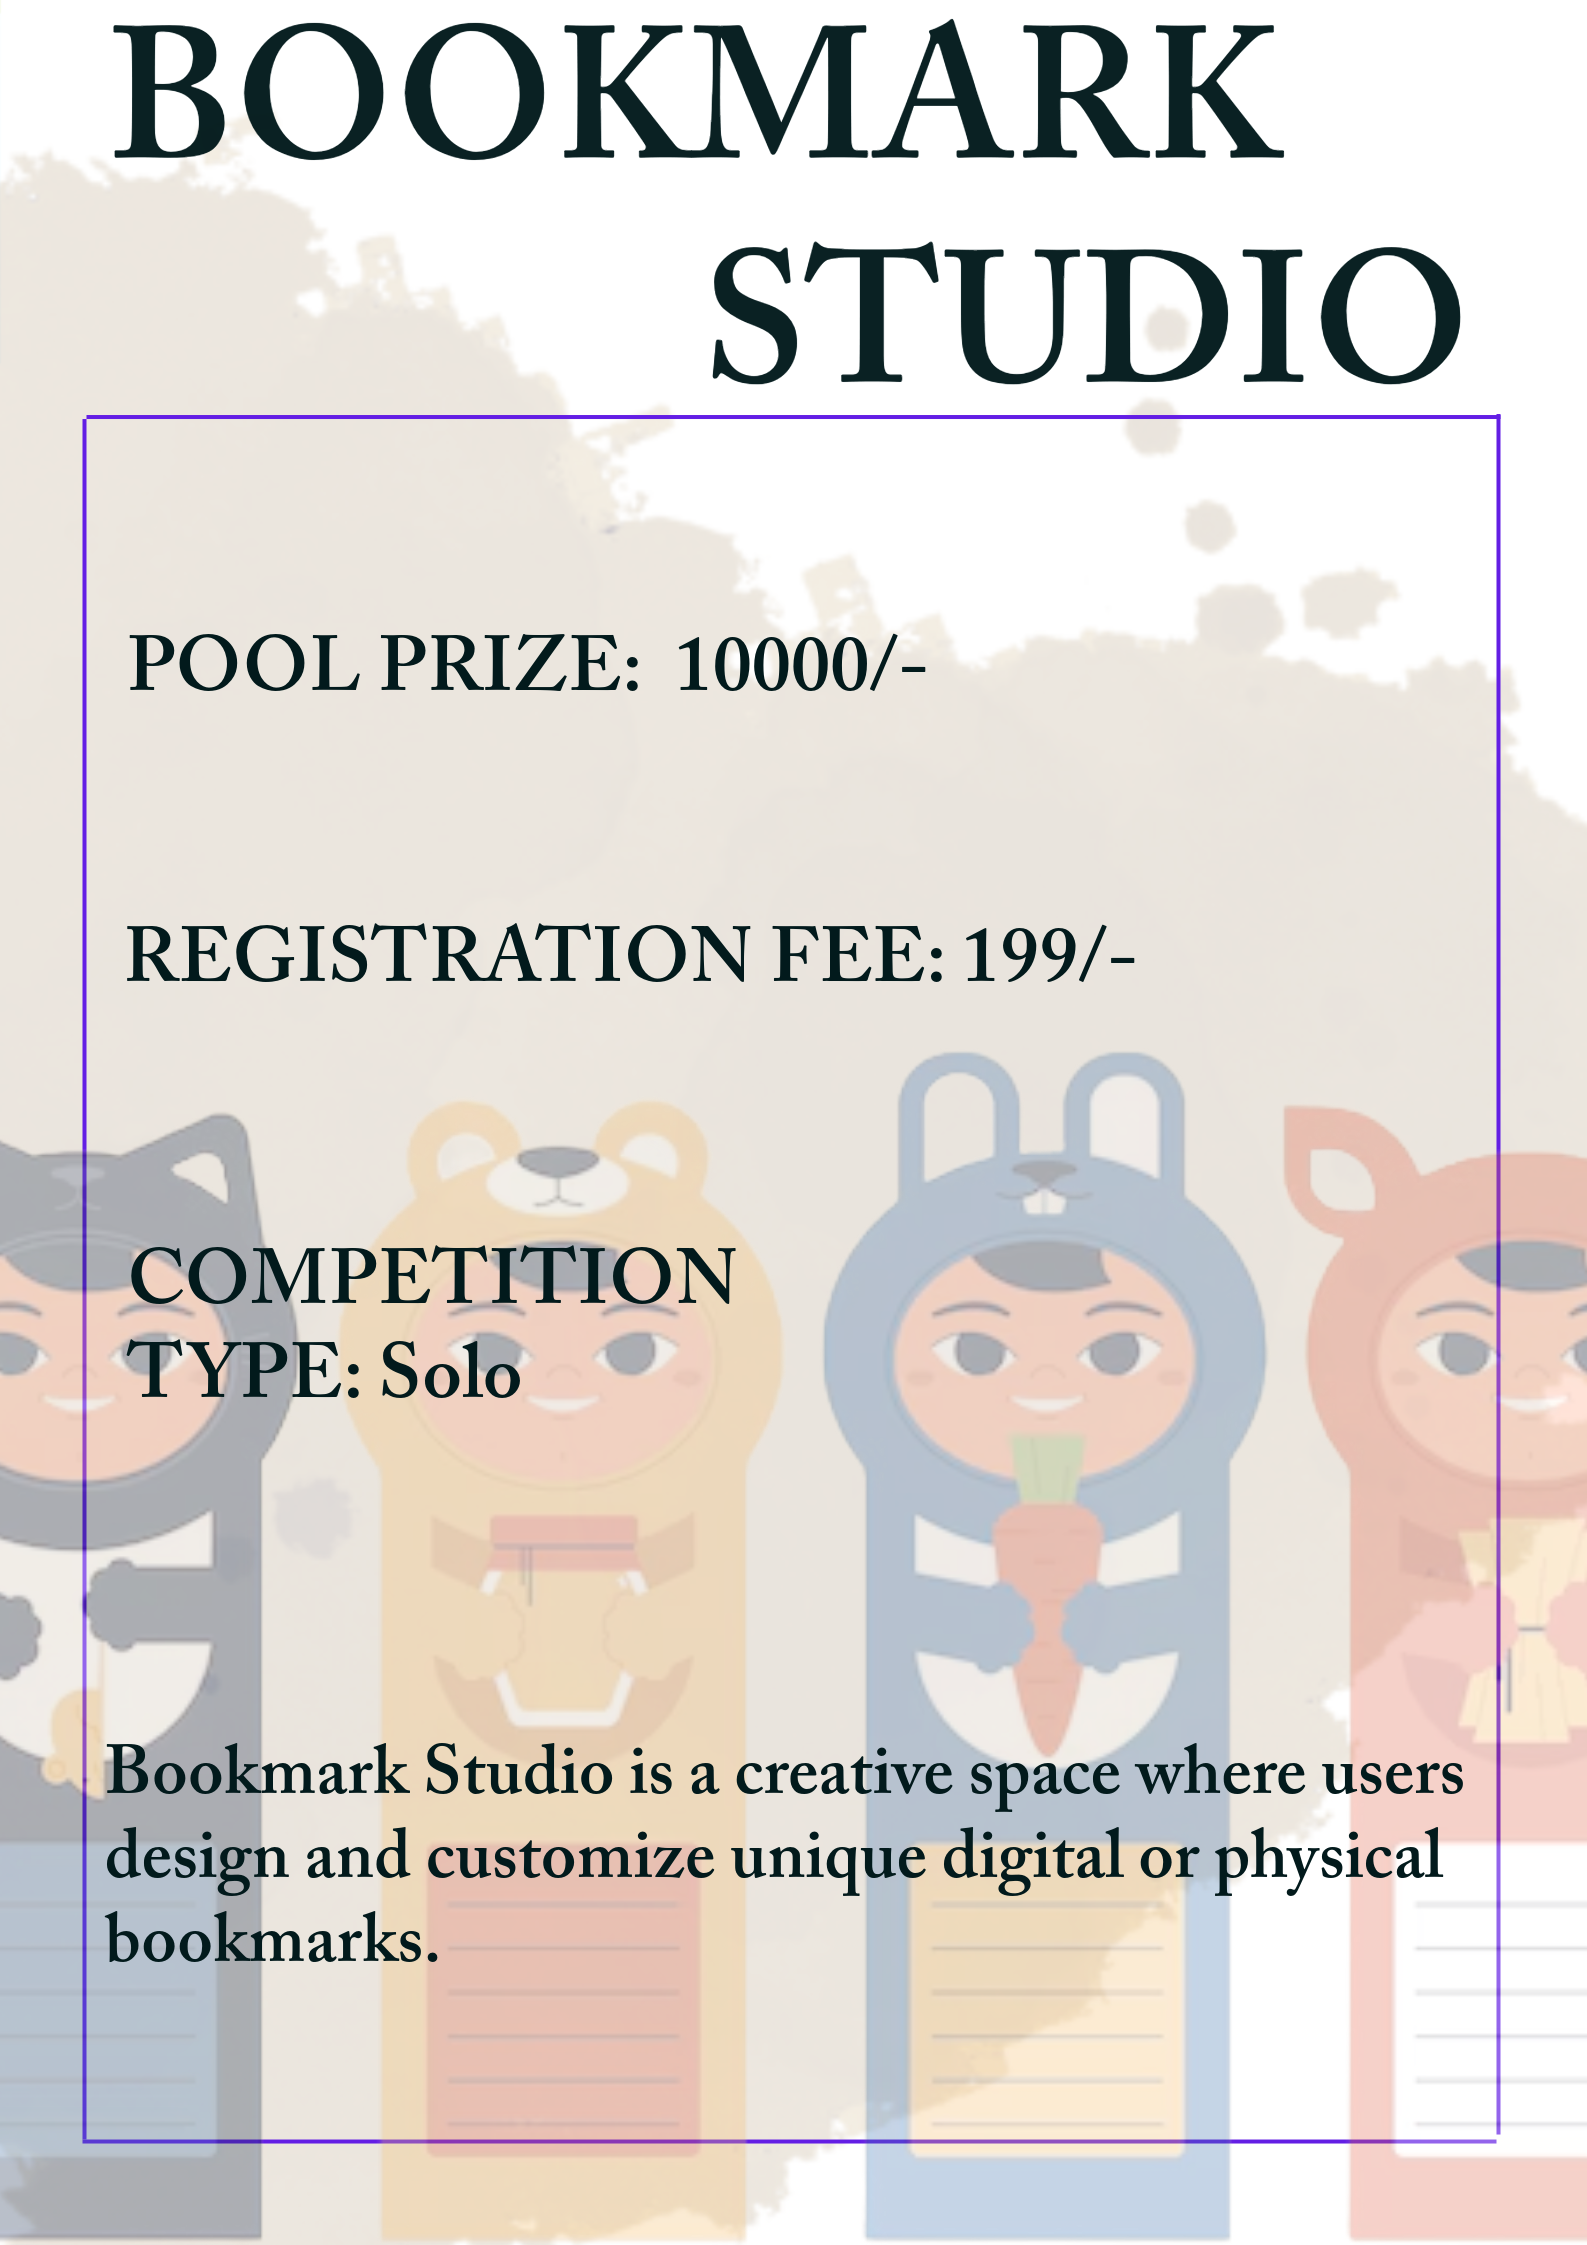 BOOKMARK
STUDIO
POOL PRIZE: 10000/-
REGISTRATION FEE: 199/-
COMPETITION
TYPE: Solo
Bookmark Studio is a creative space where users
design and customize unique digital or physical
bookmarks.